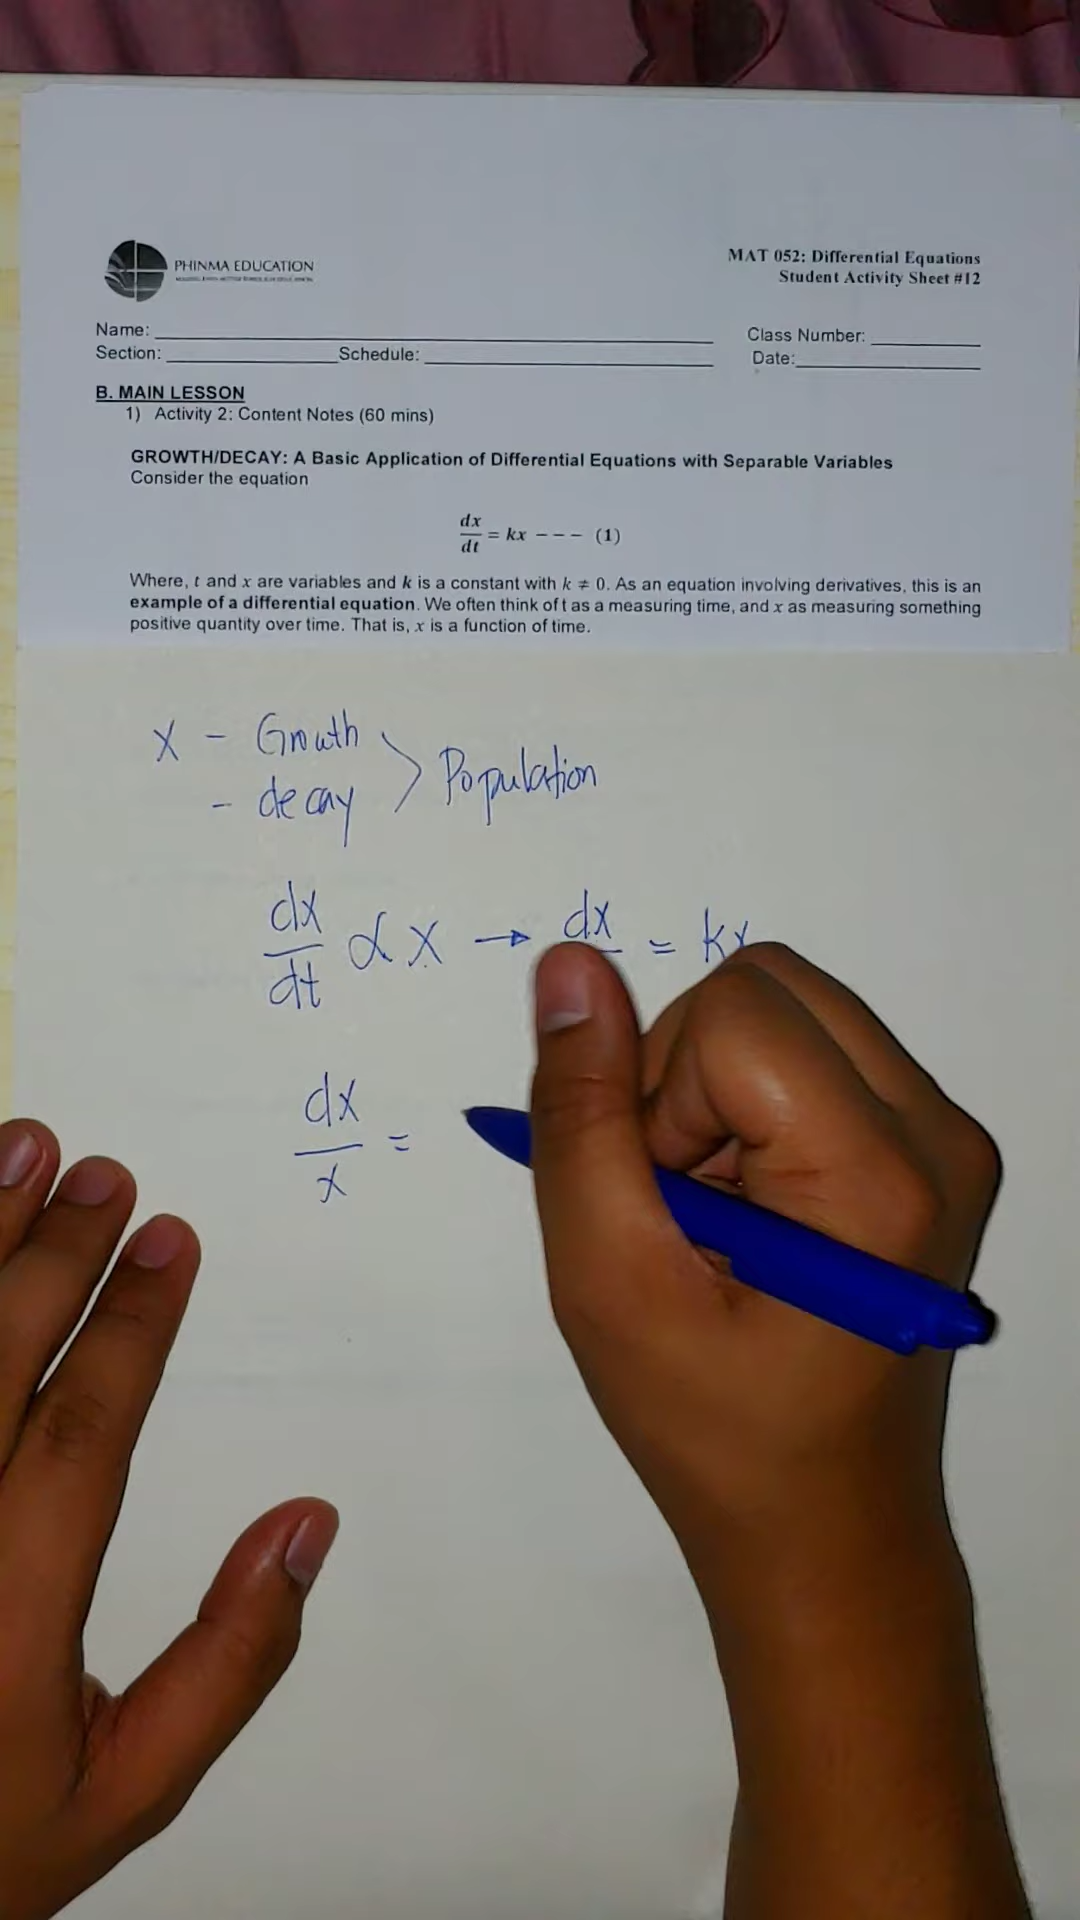 PHINMA EDUCATION
MAT 052: Differential Equations
Student Activity Sheet #12
Name:
Class Number:
Section: Schedule:
Date:
B. MAIN LESSON
1) Activity 2: Content Notes (60 mins)
GROWTH/DECAY: A Basic Application of Differential Equations with Separable Variables
Consider the equation
dx/dt = kx --- (1)
Where, t and x are variables and k is a constant with k ≠ 0. As an equation involving derivatives, this is an
example of a differential equation. We often think of t as a measuring time, and x as measuring something
positive quantity over time. That is, x is a function of time.
x - Growth
- decay > Population
dx/dt ∝ x → dx = kx
dx/x =